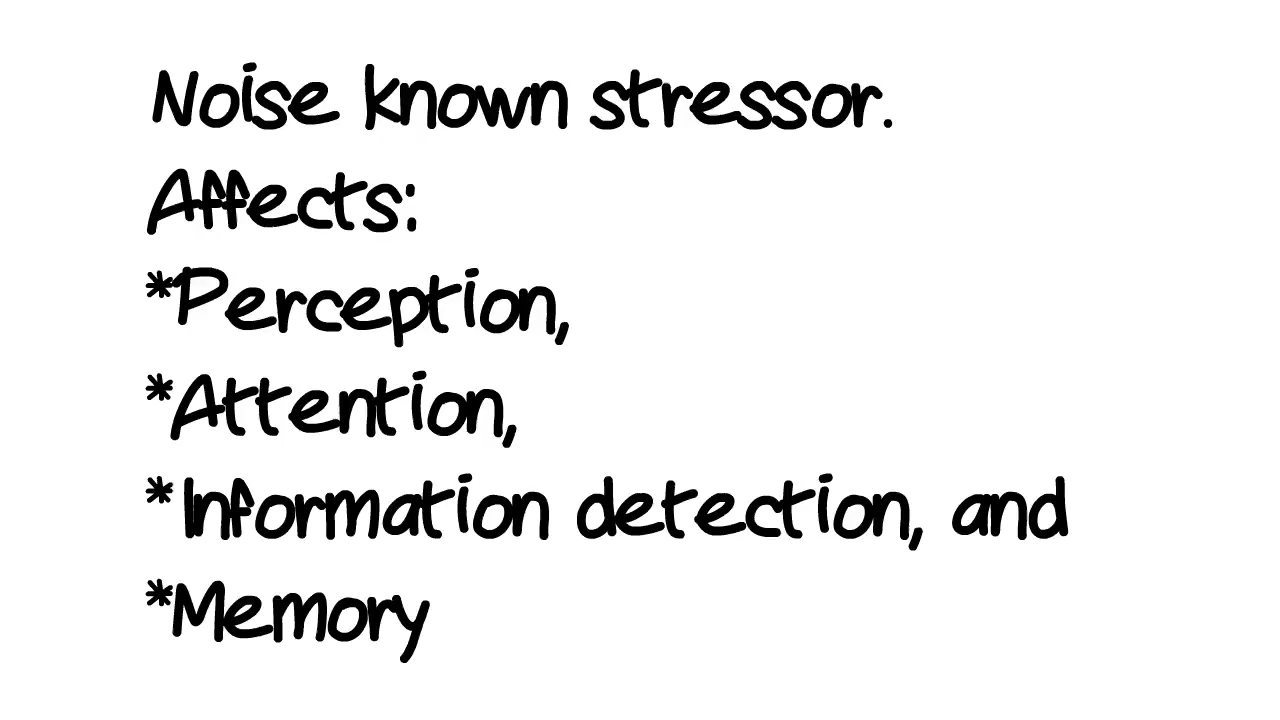 Noise known stressor.
Affects:
*Perception,
*Attention,
*Information detection, and
*Memory